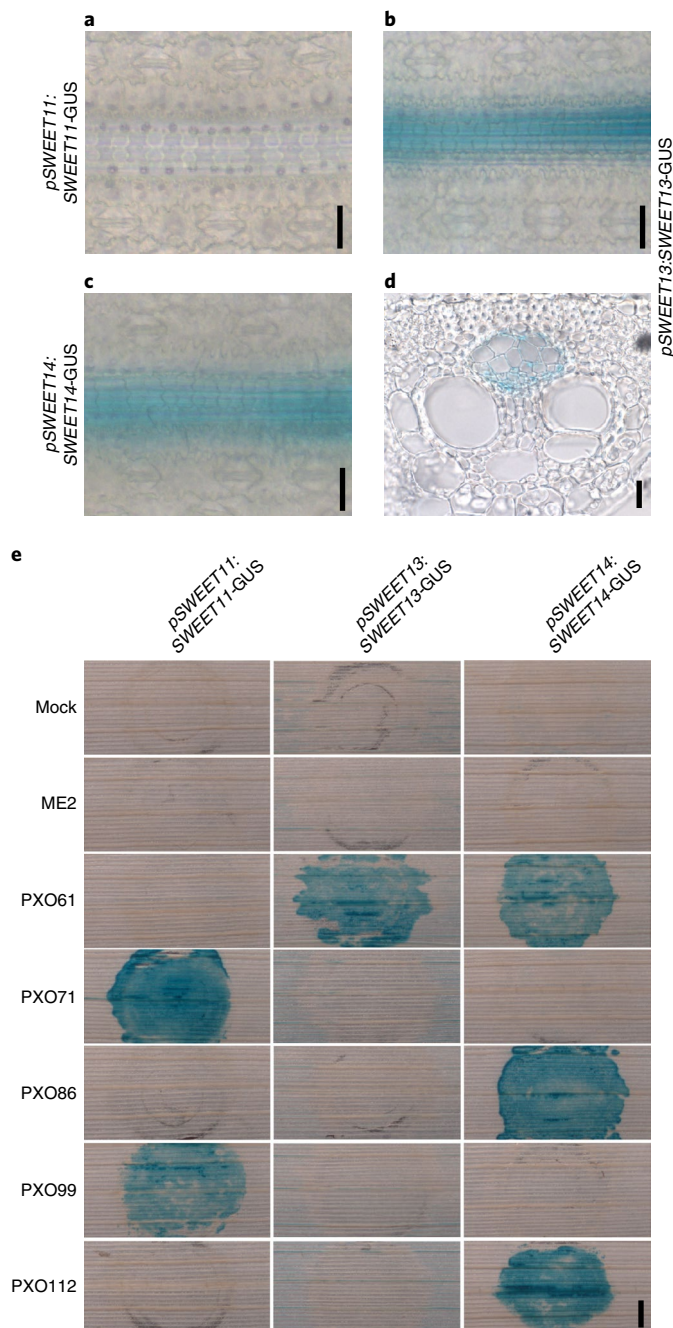 a
b
pSWEET11:
SWEET11-GUS
pSWEET13:SWEET13-GUS
c
d
pSWEET14:
SWEET14-GUS
e
pSWEET11:
SWEET11-GUS
pSWEET13:
SWEET13-GUS
pSWEET14:
SWEET14-GUS
Mock
ME2
PXO61
PXO71
PXO86
PXO99
PXO112